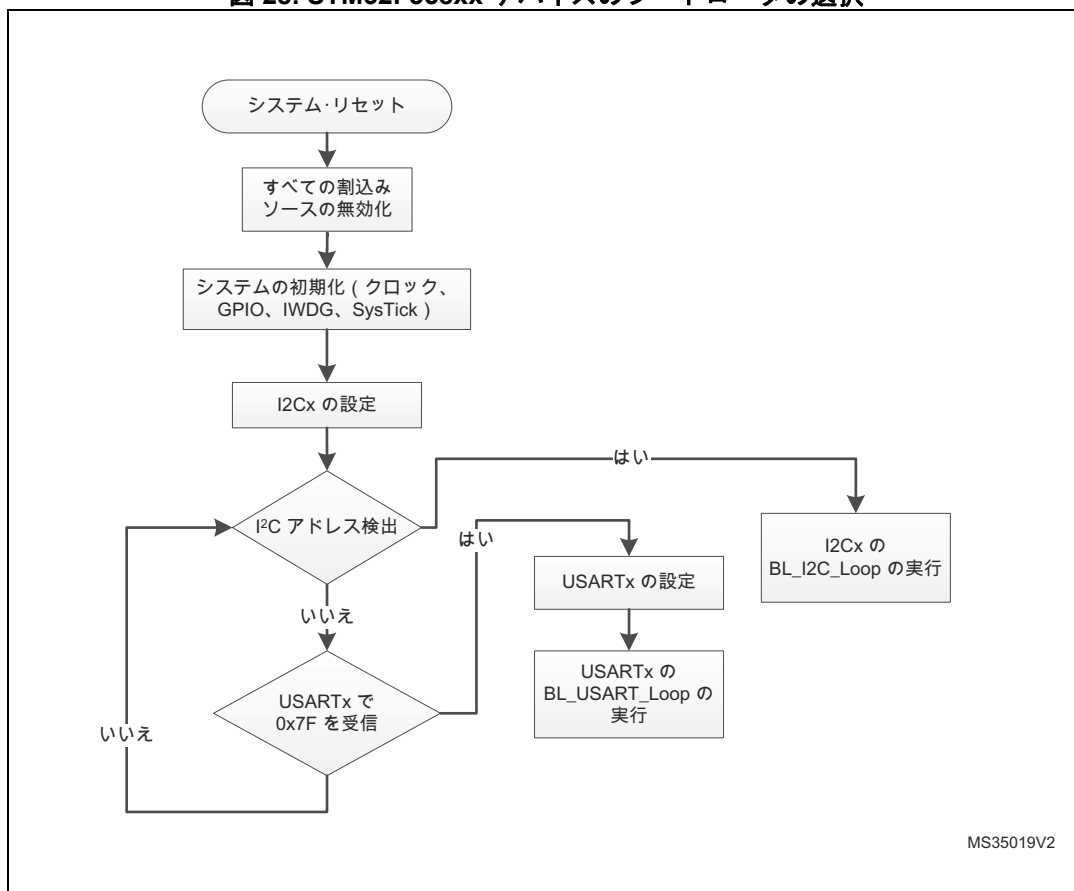 システム·リセット
すべての割込み
ソースの無効化
システムの初期化（クロック、
GPIO、IWDG、SysTick）
I2Cx の設定
はい
I²C アドレス検出
はい
I2Cx の
BL_I2C_Loop の実行
USARTx の設定
いいえ
USARTx の
BL_USART_Loop の
実行
USARTx で
0x7F を受信
いいえ
MS35019V2